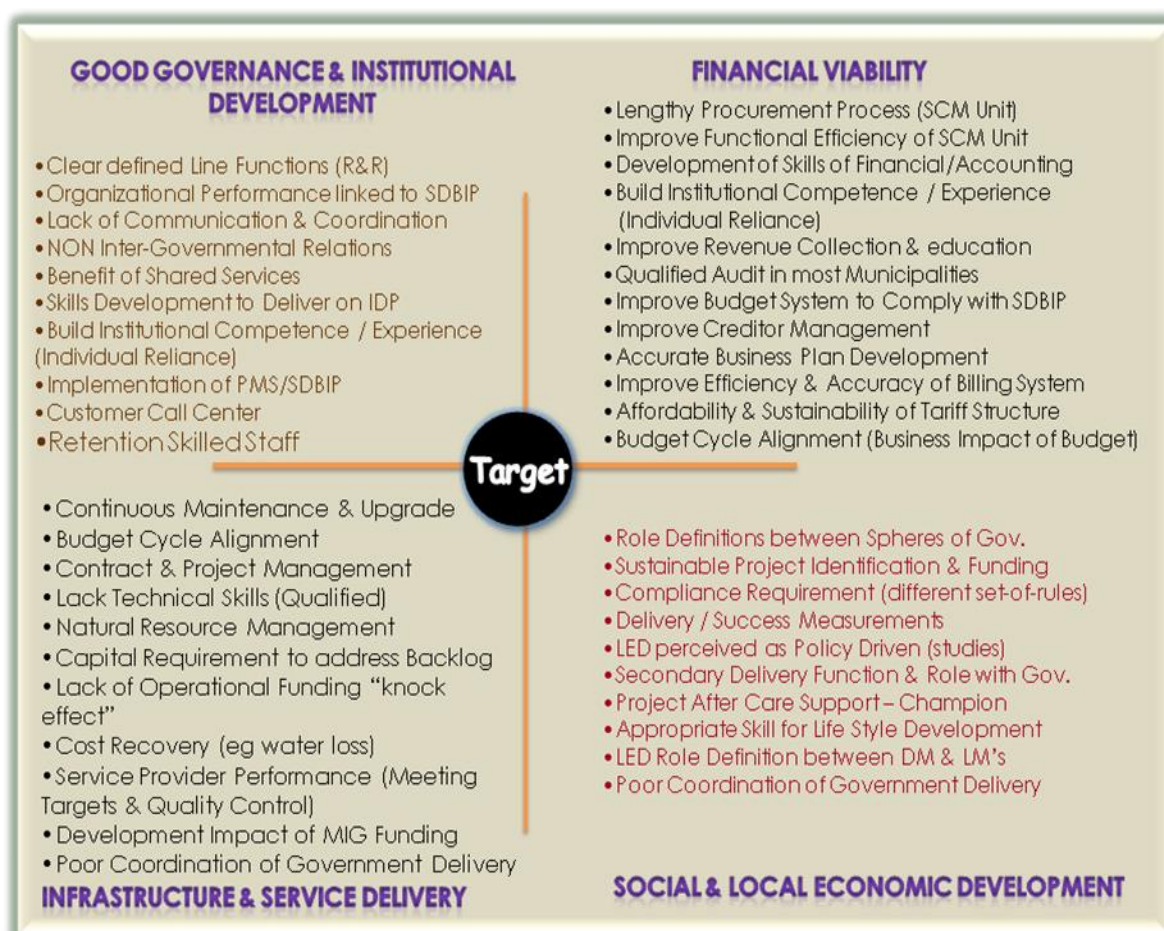 GOOD GOVERNANCE & INSTITUTIONAL
DEVELOPMENT
•Clear defined Line Functions (R&R)
•Organizational Performance linked to SDBIP
•Lack of Communication & Coordination
•NON Inter-Governmental Relations
•Benefit of Shared Services
•Skills Development to Deliver on IDP
•Build Institutional Competence / Experience
(Individual Reliance)
•Implementation of PMS/SDBIP
•Customer Call Center
•Retention Skilled Staff
FINANCIAL VIABILITY
•Lengthy Procurement Process (SCM Unit)
•Improve Functional Efficiency of SCM Unit
•Development of Skills of Financial/Accounting
•Build Institutional Competence / Experience
(Individual Reliance)
•Improve Revenue Collection & education
•Qualified Audit in most Municipalities
•Improve Budget System to Comply with SDBIP
•Improve Creditor Management
•Accurate Business Plan Development
•Improve Efficiency & Accuracy of Billing System
•Affordability & Sustainability of Tariff Structure
•Budget Cycle Alignment (Business Impact of Budget)
Target
•Continuous Maintenance & Upgrade
•Budget Cycle Alignment
•Contract & Project Management
•Lack Technical Skills (Qualified)
•Natural Resource Management
•Capital Requirement to address Backlog
•Lack of Operational Funding “knock
effect”
•Cost Recovery (eg water loss)
•Service Provider Performance (Meeting
Targets & Quality Control)
•Development Impact of MIG Funding
•Poor Coordination of Government Delivery
INFRASTRUCTURE & SERVICE DELIVERY
•Role Definitions between Spheres of Gov.
•Sustainable Project Identification & Funding
•Compliance Requirement (different set-of-rules)
•Delivery / Success Measurements
•LED perceived as Policy Driven (studies)
•Secondary Delivery Function & Role with Gov.
•Project After Care Support – Champion
•Appropriate Skill for Life Style Development
•LED Role Definition between DM & LM's
•Poor Coordination of Government Delivery
SOCIAL & LOCAL ECONOMIC DEVELOPMENT